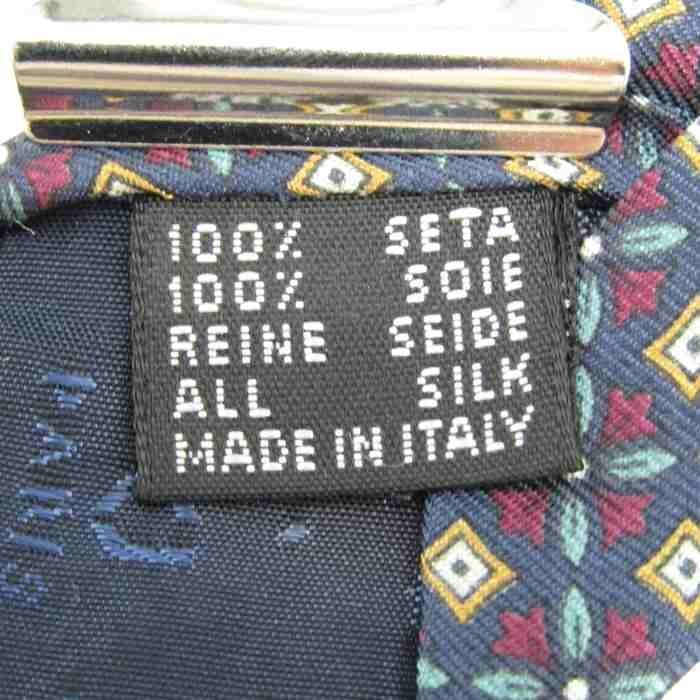 100% SETA
100% SOIE
REINE SEIDE
ALL SILK
MADE IN ITALY